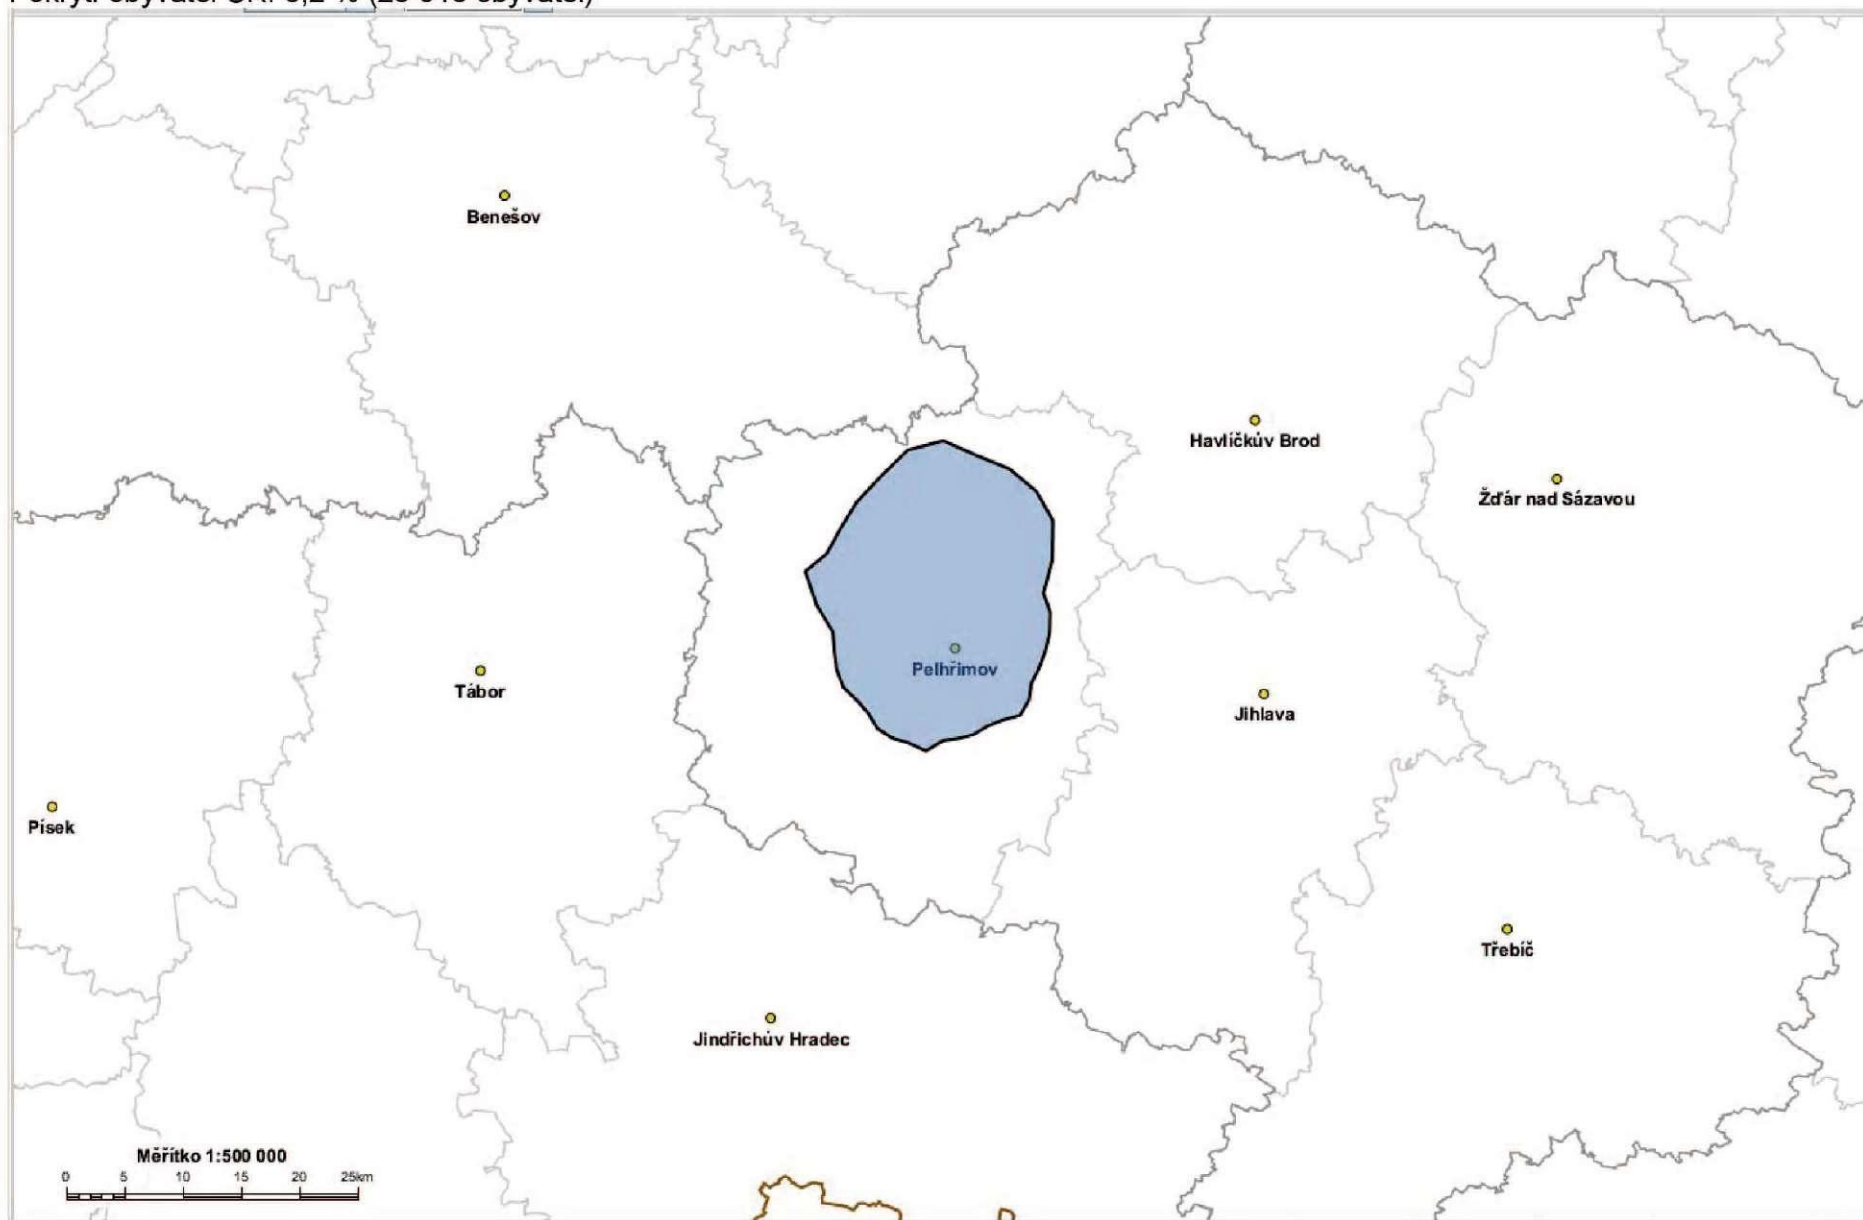 Benešov
Havlíčkův Brod
Žďár nad Sázavou
Pelhřimov
Tábor
Jihlava
Písek
Třebíč
Jindřichův Hradec
Měřítko 1:500 000
0 5 10 15 20 25km